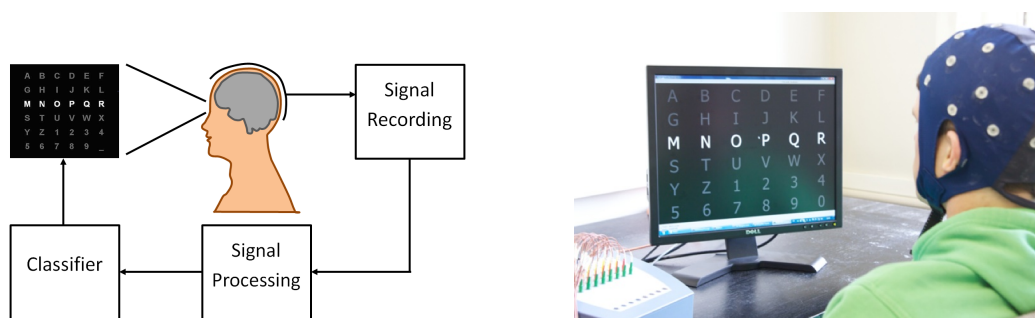 A B C D E F
G H I J K L
M N O P Q R
S T U V W X
Y Z 1 2 3 4
5 6 7 8 9 _
Signal
Recording
Classifier
Signal
Processing
A B C D E F
G H I J K L
M N O P Q R
S T U V W X
Y Z 1 2 3 4
5 6 7 8 9 0
DELL